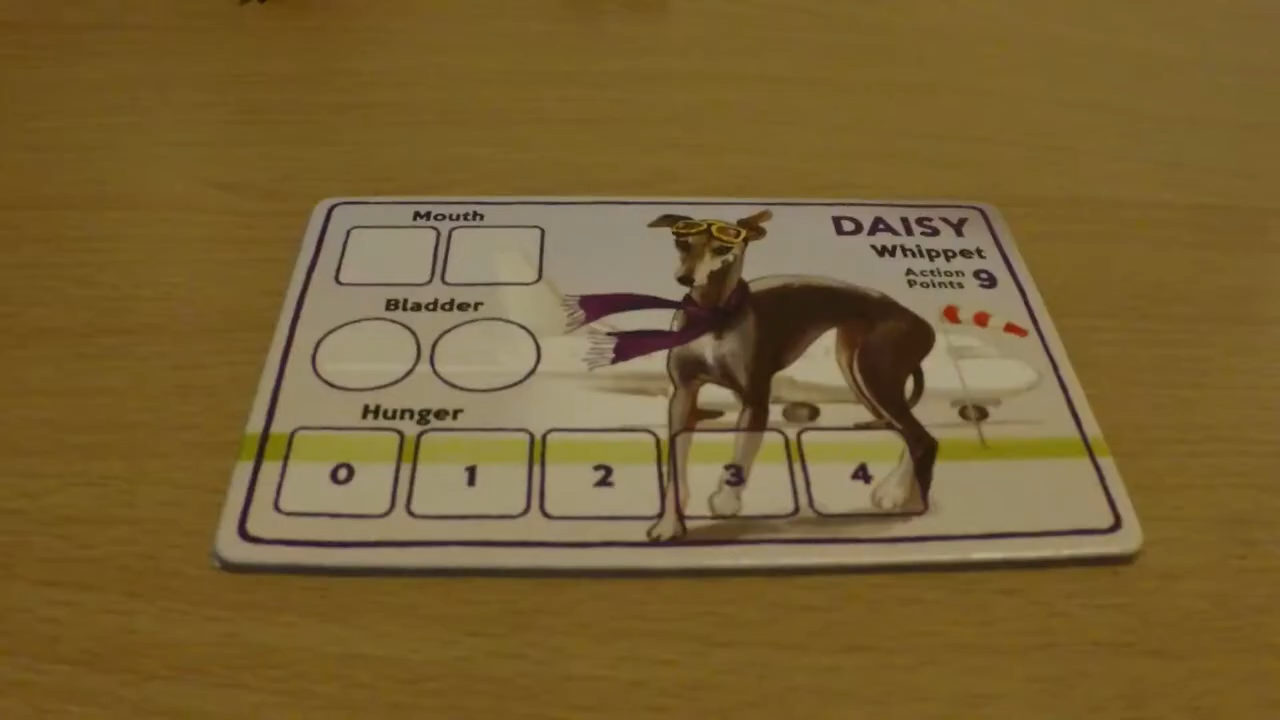 Mouth
DAISY
Whippet
Action
Points 9
Bladder
Hunger
0 1 2 3 4